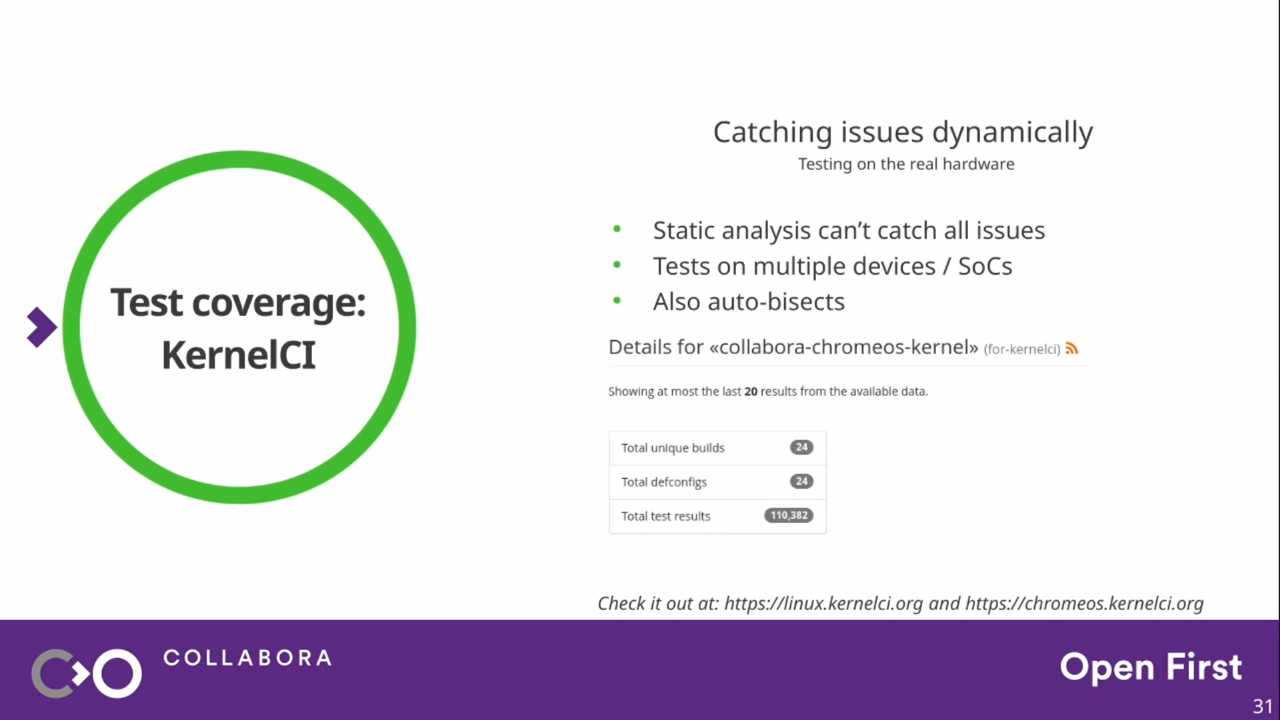 Test coverage:
KernelCI
Catching issues dynamically
Testing on the real hardware
• Static analysis can’t catch all issues
• Tests on multiple devices / SoCs
• Also auto-bisects
Details for «collabora-chromeos-kernel» (for-kernelci)
Showing at most the last 20 results from the available data.
Total unique builds 24
Total defconfigs 24
Total test results 110,382
Check it out at: https://linux.kernelci.org and https://chromeos.kernelci.org
COLLABORA
Open First
31